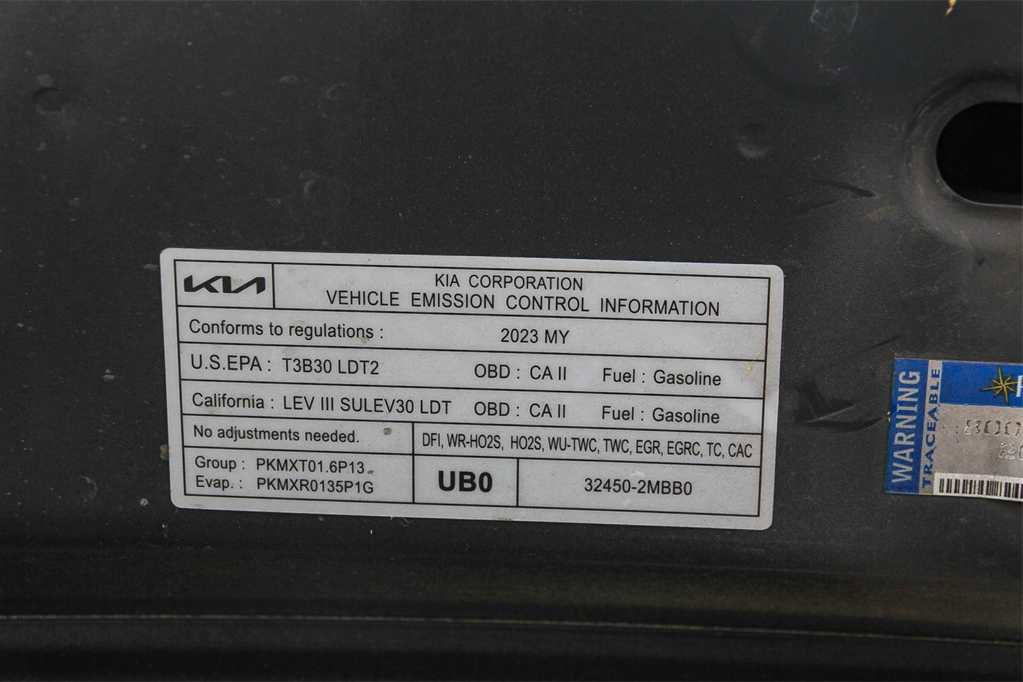 KIA
KIA CORPORATION
VEHICLE EMISSION CONTROL INFORMATION
Conforms to regulations : 2023 MY
U.S.EPA : T3B30 LDT2 OBD : CA II Fuel : Gasoline
California : LEV III SULEV30 LDT OBD : CA II Fuel : Gasoline
No adjustments needed. DFI, WR-HO2S, HO2S, WU-TWC, TWC, EGR, EGRC, TC, CAC
Group : PKMXT01.6P13
Evap. : PKMXR0135P1G
UB0
32450-2MBB0
WARNING
TRACEABLE